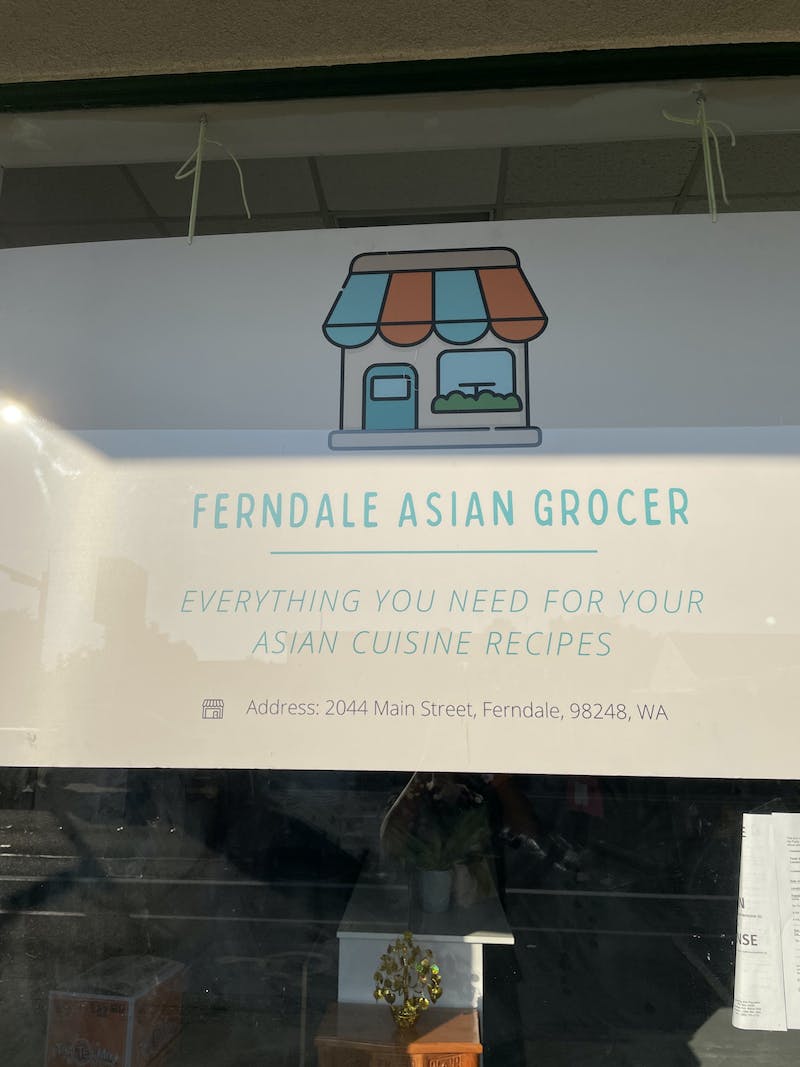 FERNDALE ASIAN GROCER
EVERYTHING YOU NEED FOR YOUR
ASIAN CUISINE RECIPES
Address: 2044 Main Street, Ferndale, 98248, WA